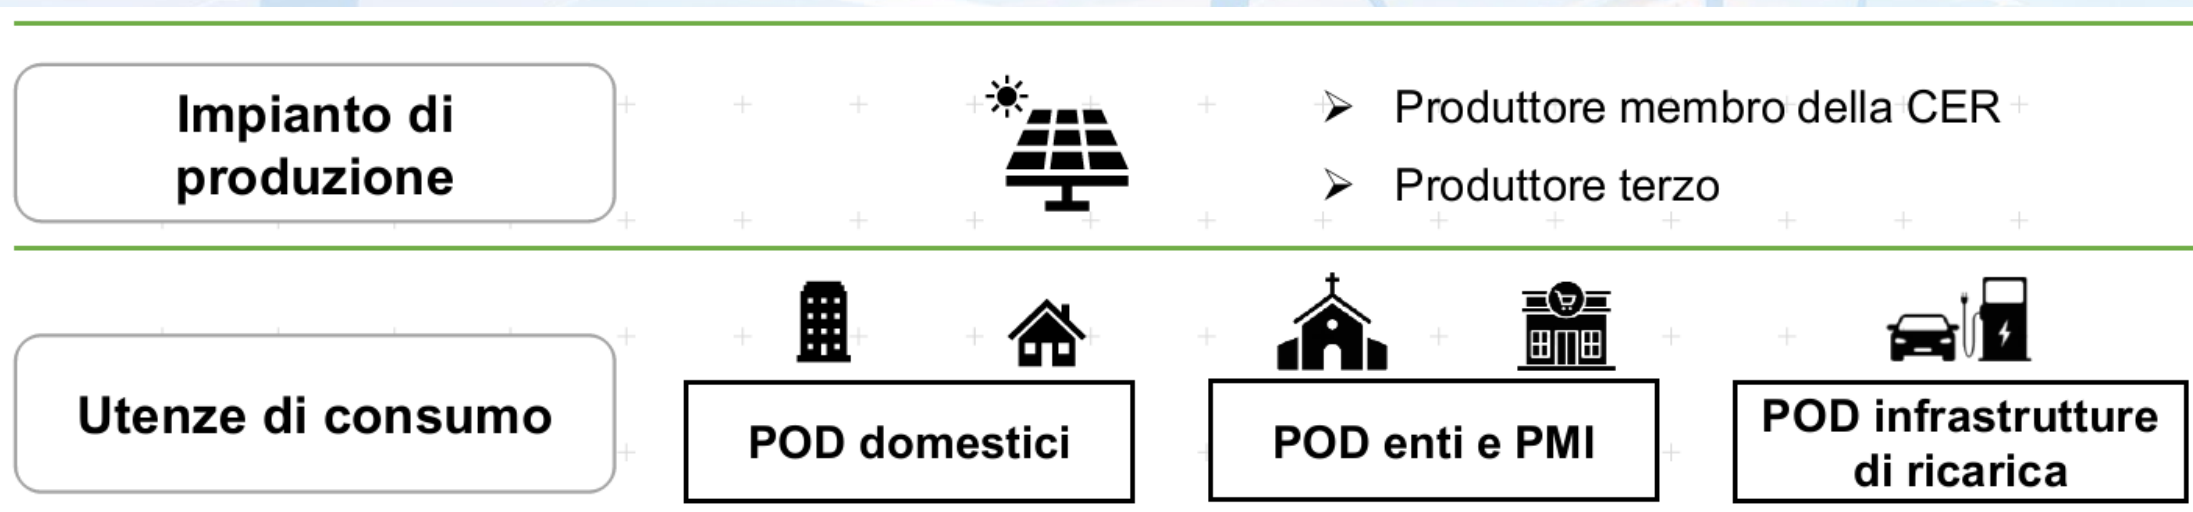 Impianto di
produzione
➢ Produttore membro della CER
➢ Produttore terzo
Utenze di consumo
POD domestici
POD enti e PMI
POD infrastrutture
di ricarica